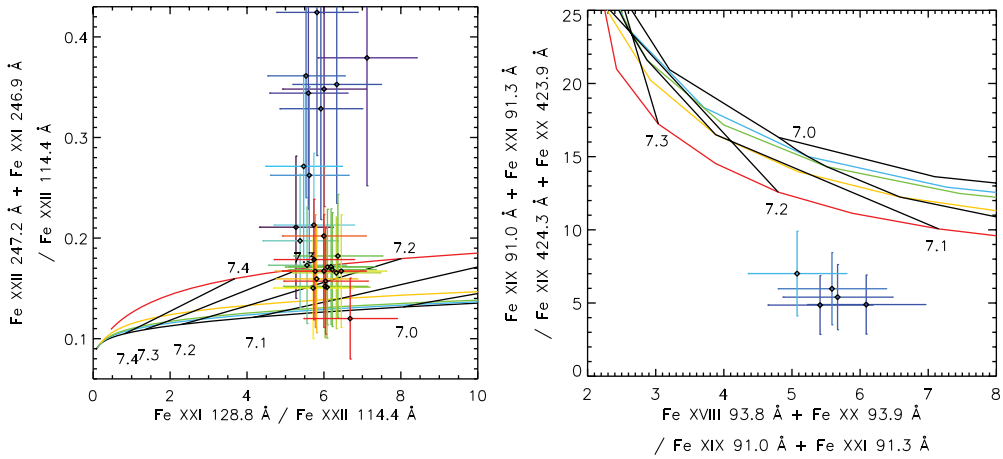 Fe XXII 247.2 Å + Fe XXI 246.9 Å
/ Fe XXII 114.4 Å
0.4
0.3
0.2
0.1
7.4
7.3
7.2
7.4
7.3
7.2
7.1
7.0
0 2 4 6 8 10
Fe XXI 128.8 Å / Fe XXII 114.4 Å
Fe XIX 91.0 Å + Fe XXI 91.3 Å
/ Fe XIX 424.3 Å + Fe XX 423.9 Å
25
20
15
10
5
0
7.0
7.3
7.2
7.1
2 3 4 5 6 7 8
Fe XVIII 93.8 Å + Fe XX 93.9 Å
/ Fe XIX 91.0 Å + Fe XXI 91.3 Å